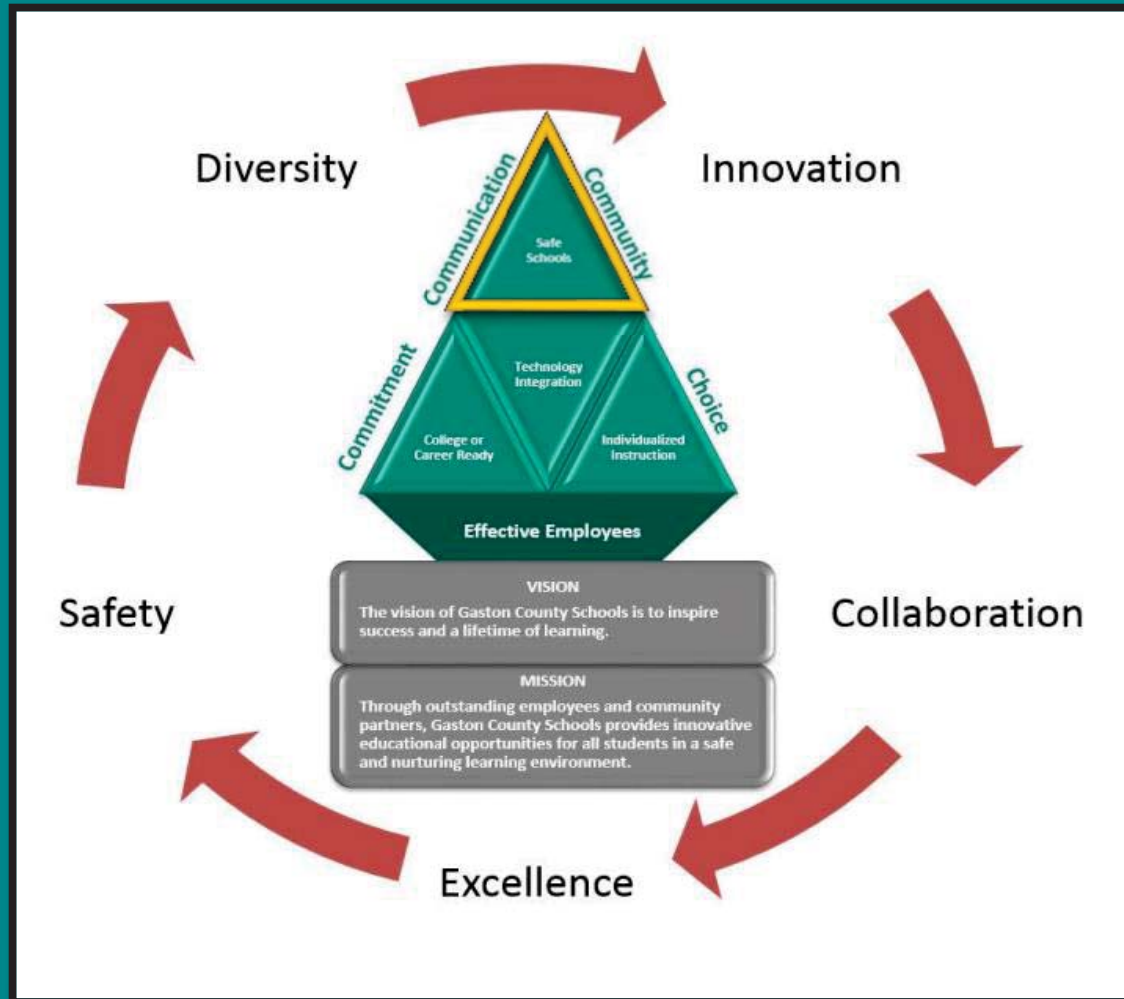 Diversity
Innovation
Communication
Community
Safe
Schools
Commitment
Choice
Technology
Integration
College or
Career Ready
Individualized
Instruction
Effective Employees
VISION
The vision of Gaston County Schools is to inspire
success and a lifetime of learning.
Safety
Collaboration
MISSION
Through outstanding employees and community
partners, Gaston County Schools provides innovative
educational opportunities for all students in a safe
and nurturing learning environment.
Excellence